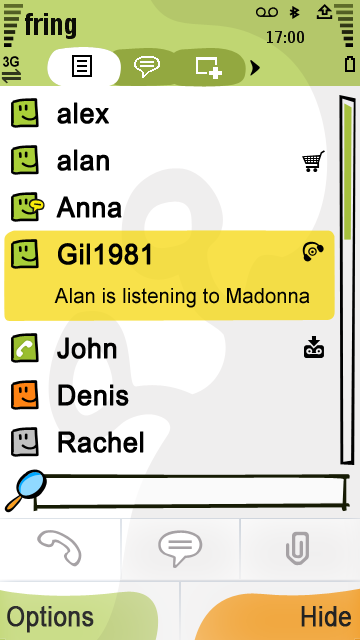 fring
17:00
3G
alex
alan
Anna
Gil1981
Alan is listening to Madonna
John
Denis
Rachel
Options Hide